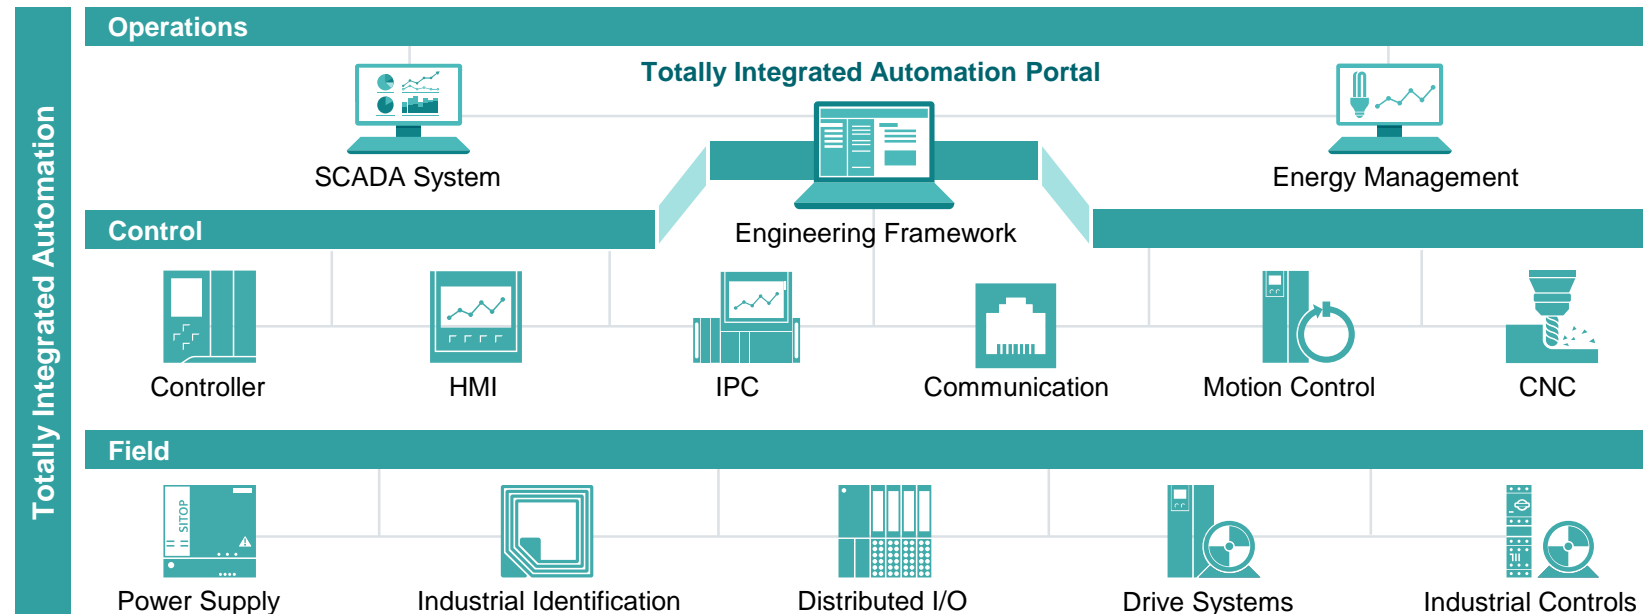 Totally Integrated Automation
Operations
Totally Integrated Automation Portal
SCADA System
Energy Management
Engineering Framework
Control
Controller
HMI
IPC
Communication
Motion Control
CNC
Field
SITOP
Power Supply
Industrial Identification
Distributed I/O
Drive Systems
Industrial Controls